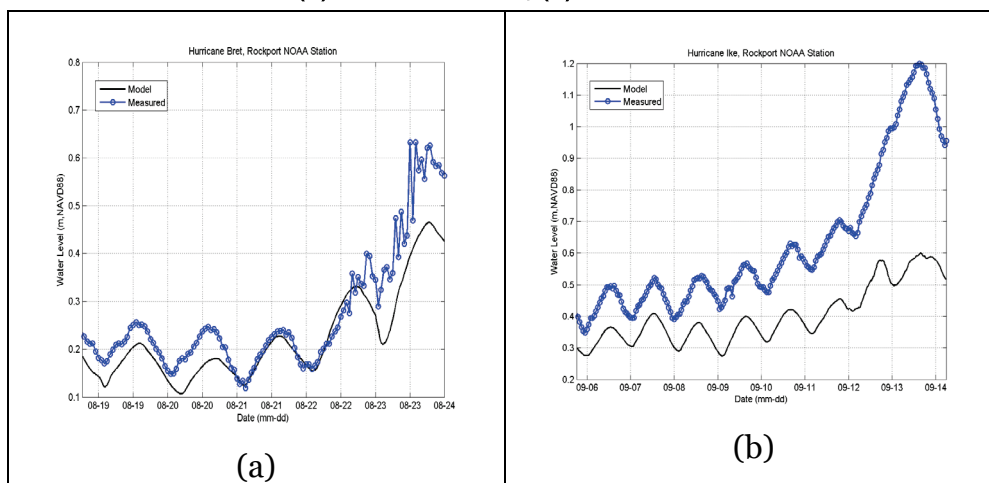 Hurricane Bret, Rockport NOAA Station
0.8
0.7
0.6
0.5
0.4
0.3
0.2
0.1
Water Level (m,NAVD88)
Model
Measured
08-19 08-19 08-20 08-20 08-21 08-21 08-22 08-22 08-23 08-23 08-24
Date (mm-dd)
(a)
Hurricane Ike, Rockport NOAA Station
1.2
1.1
1
0.9
0.8
0.7
0.6
0.5
0.4
0.3
0.2
Water Level (m,NAVD88)
Model
Measured
09-06 09-07 09-08 09-09 09-10 09-11 09-12 09-13 09-14
Date (mm-dd)
(b)